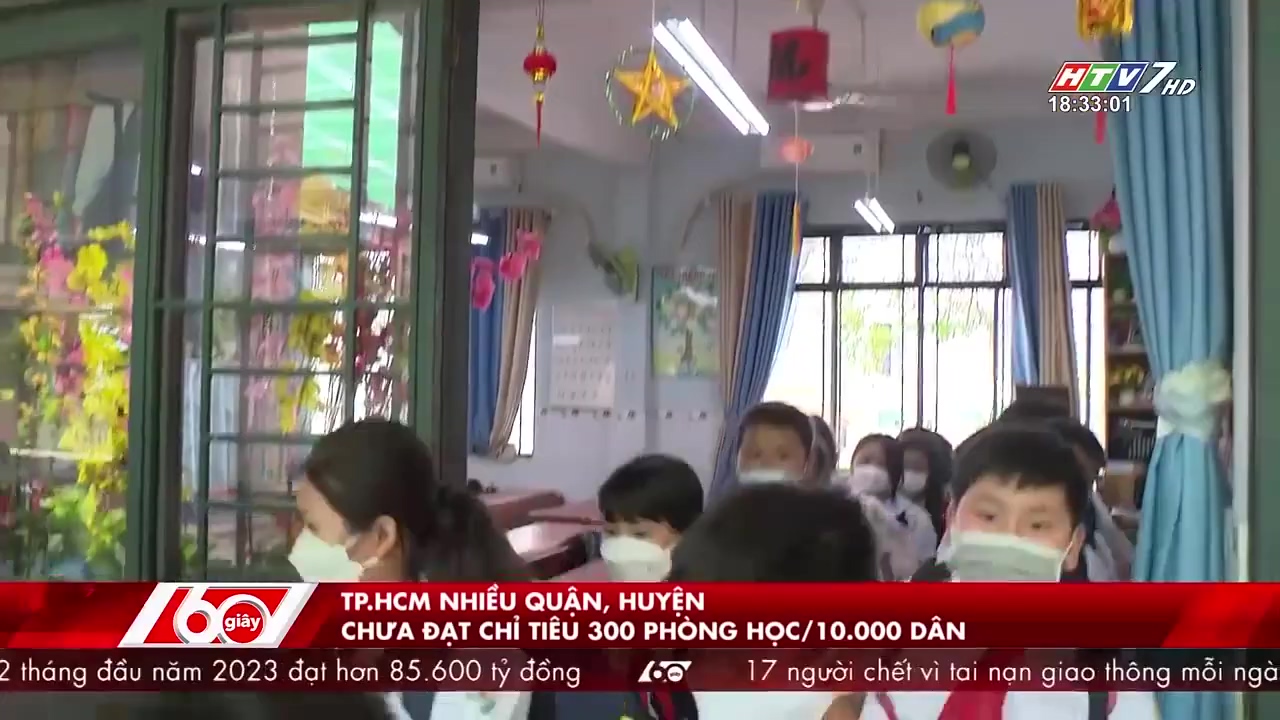 HTV7 HD
18:33:01
60 giây
TP.HCM NHIỀU QUẬN, HUYỆN
CHƯA ĐẠT CHỈ TIÊU 300 PHÒNG HỌC/10.000 DÂN
2 tháng đầu năm 2023 đạt hơn 85.600 tỷ đồng
60 giây
17 người chết vì tai nạn giao thông mỗi ngà